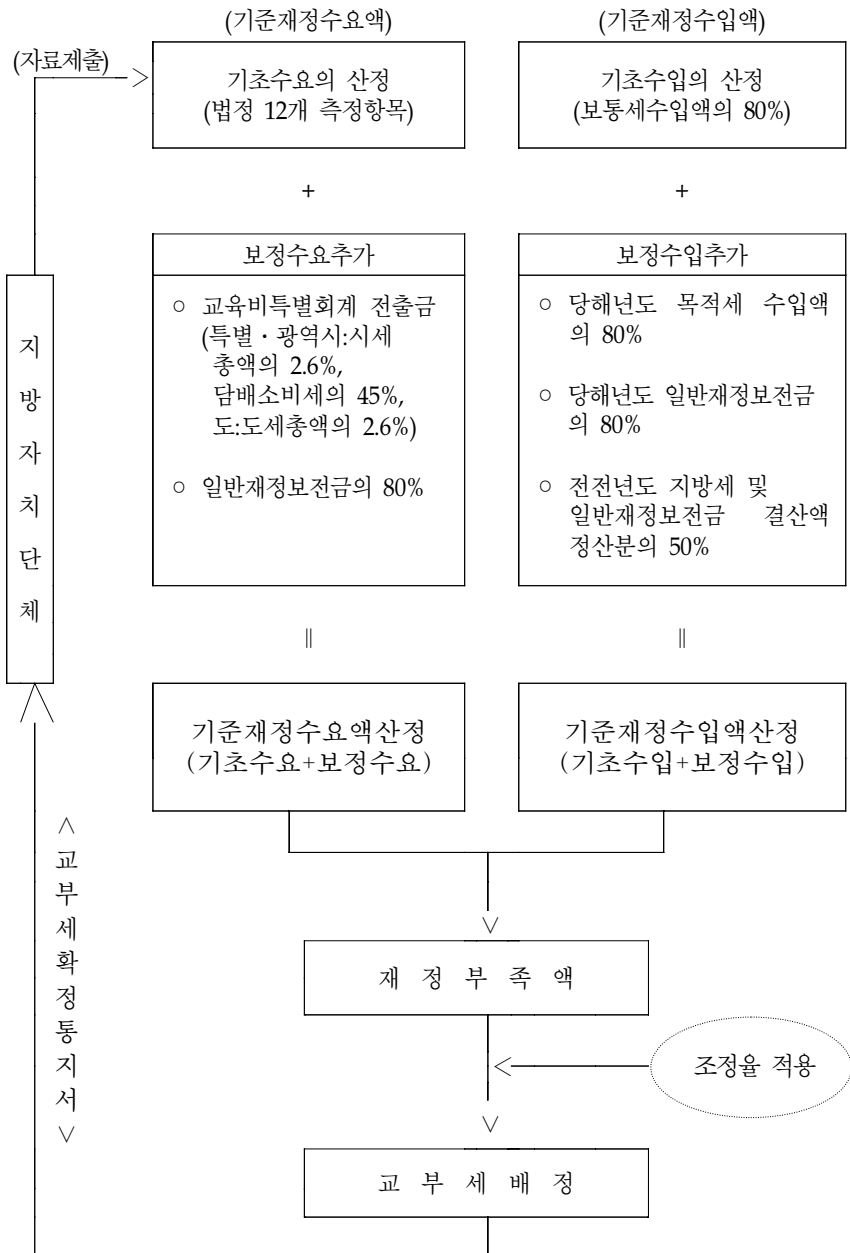 (기준재정수요액)
(기준재정수입액)
(자료제출)
기초수요의 산정
(법정 12개 측정항목)
기초수입의 산정
(보통세수입액의 80%)
+
+
보정수요추가
○ 교육비특별회계 전출금
(특별·광역시:시세
총액의 2.6%,
담배소비세의 45%,
도:도세총액의 2.6%)
○ 일반재정보전금의 80%
보정수입추가
○ 당해년도 목적세 수입액
의 80%
○ 당해년도 일반재정보전금
의 80%
○ 전전년도 지방세 및
일반재정보전금 결산액
정산분의 50%
지
방
자
치
단
체
∥
∥
기준재정수요액산정
(기초수요+보정수요)
기준재정수입액산정
(기초수입+보정수입)
<
교
부
세
확
정
통
지
서
>
재 정 부 족 액
조정율 적용
교 부 세 배 정